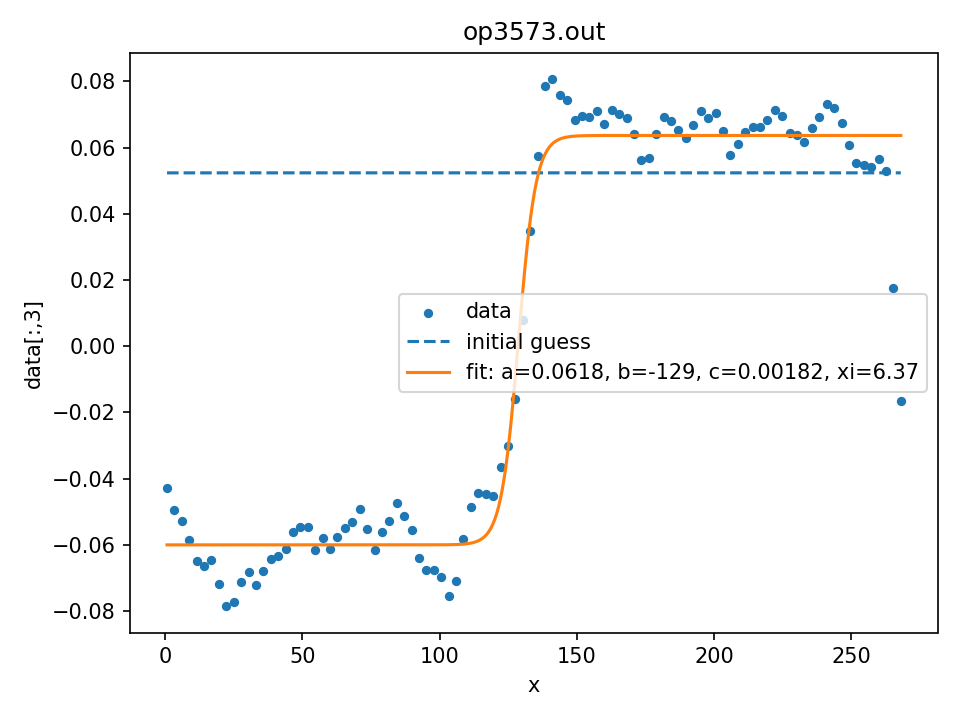 op3573.out
0.08
0.06
0.04
0.02
0.00
−0.02
−0.04
−0.06
−0.08
data[:,3]
data
initial guess
fit: a=0.0618, b=-129, c=0.00182, xi=6.37
0 50 100 150 200 250
x